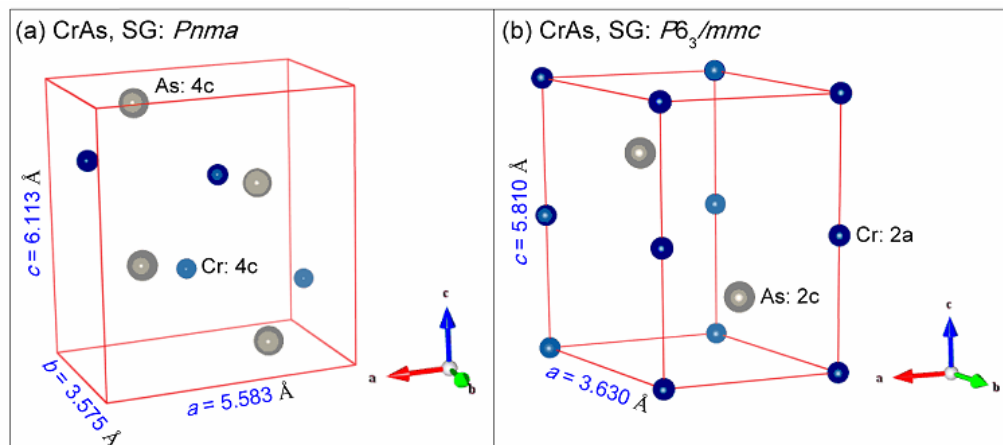 (a) CrAs, SG: Pnma
As: 4c
c = 6.113 Å
Cr: 4c
b = 3.575 Å
a = 5.583 Å
c
a
b
(b) CrAs, SG: P6₃/mmc
c = 5.810 Å
Cr: 2a
As: 2c
a = 3.630 Å
c
a
b